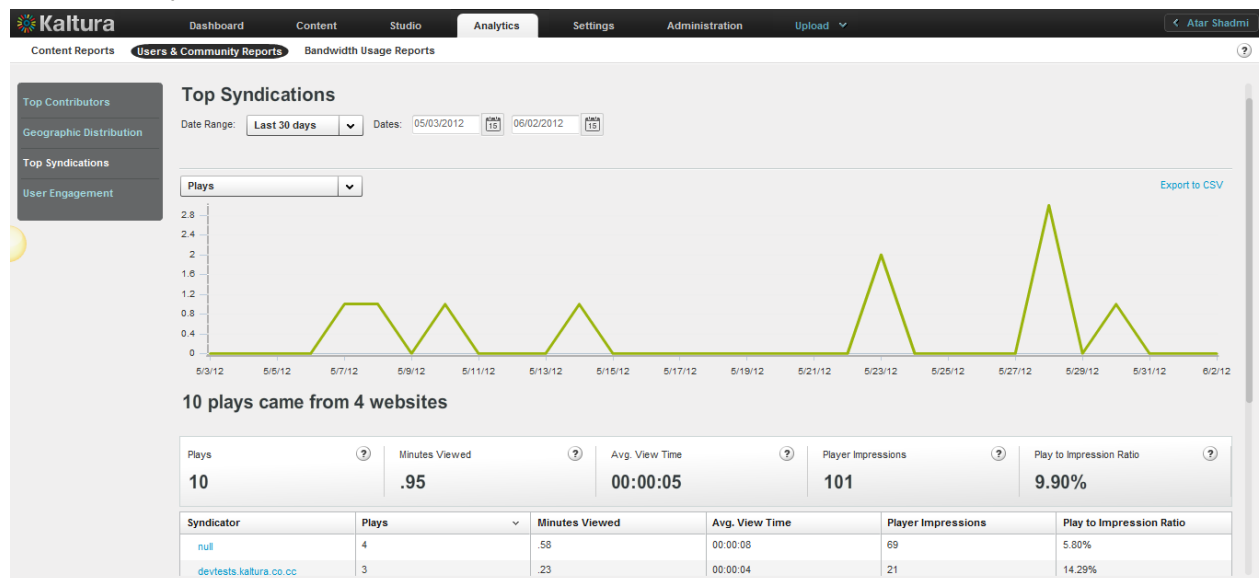 Kaltura Dashboard Content Studio Analytics Settings Administration Upload Atar Shadmi
Content Reports Users & Community Reports Bandwidth Usage Reports ?
Top Contributors
Geographic Distribution
Top Syndications
User Engagement
Top Syndications
Date Range: Last 30 days Dates: 05/03/2012 15 06/02/2012 15
Plays Export to CSV
2.8
2.4
2
1.6
1.2
0.8
0.4
0
5/3/12 5/5/12 5/7/12 5/9/12 5/11/12 5/13/12 5/15/12 5/17/12 5/19/12 5/21/12 5/23/12 5/25/12 5/27/12 5/29/12 5/31/12 6/2/12
10 plays came from 4 websites
Plays ? Minutes Viewed ? Avg. View Time ? Player Impressions ? Play to Impression Ratio ?
10 .95 00:00:05 101 9.90%
Syndicator Plays Minutes Viewed Avg. View Time Player Impressions Play to Impression Ratio
null 4 .58 00:00:08 69 5.80%
devtests.kaltura.co.cc 3 .23 00:00:04 21 14.29%